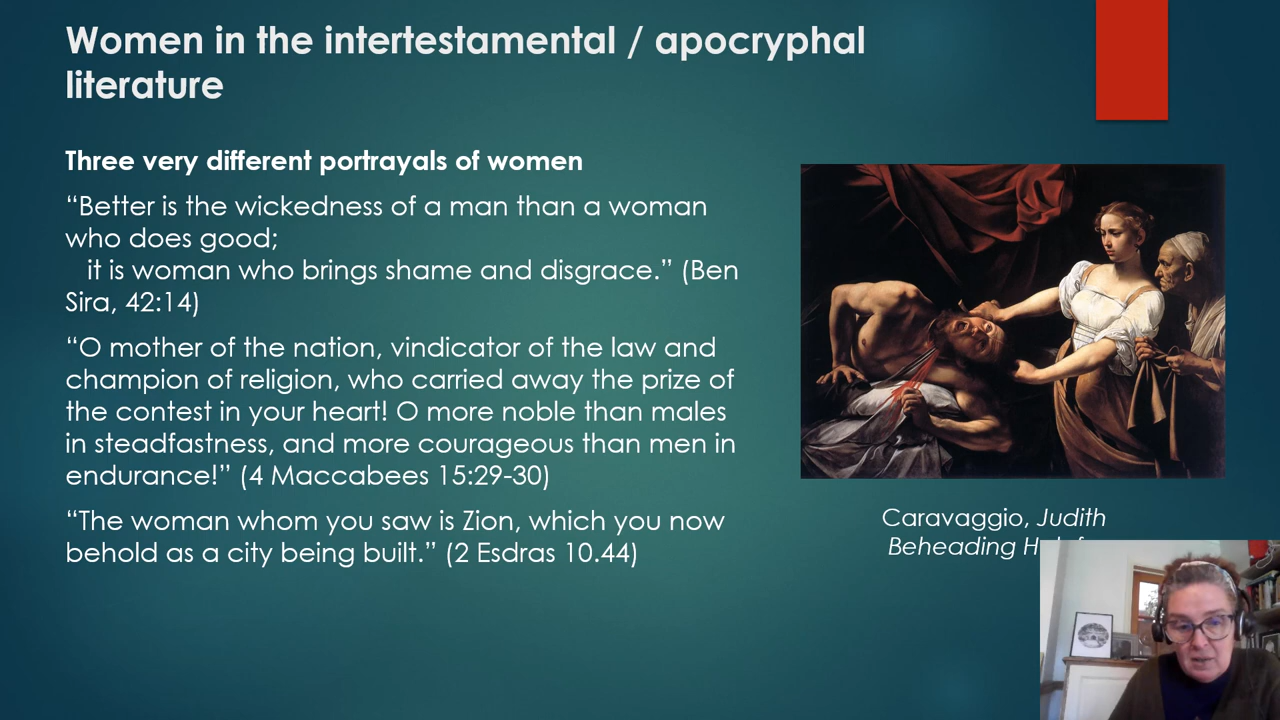 Women in the intertestamental / apocryphal
literature
Three very different portrayals of women
“Better is the wickedness of a man than a woman
who does good;
it is woman who brings shame and disgrace.” (Ben
Sira, 42:14)
“O mother of the nation, vindicator of the law and
champion of religion, who carried away the prize of
the contest in your heart! O more noble than males
in steadfastness, and more courageous than men in
endurance!” (4 Maccabees 15:29-30)
“The woman whom you saw is Zion, which you now
behold as a city being built.” (2 Esdras 10.44)
Caravaggio, Judith
Beheading